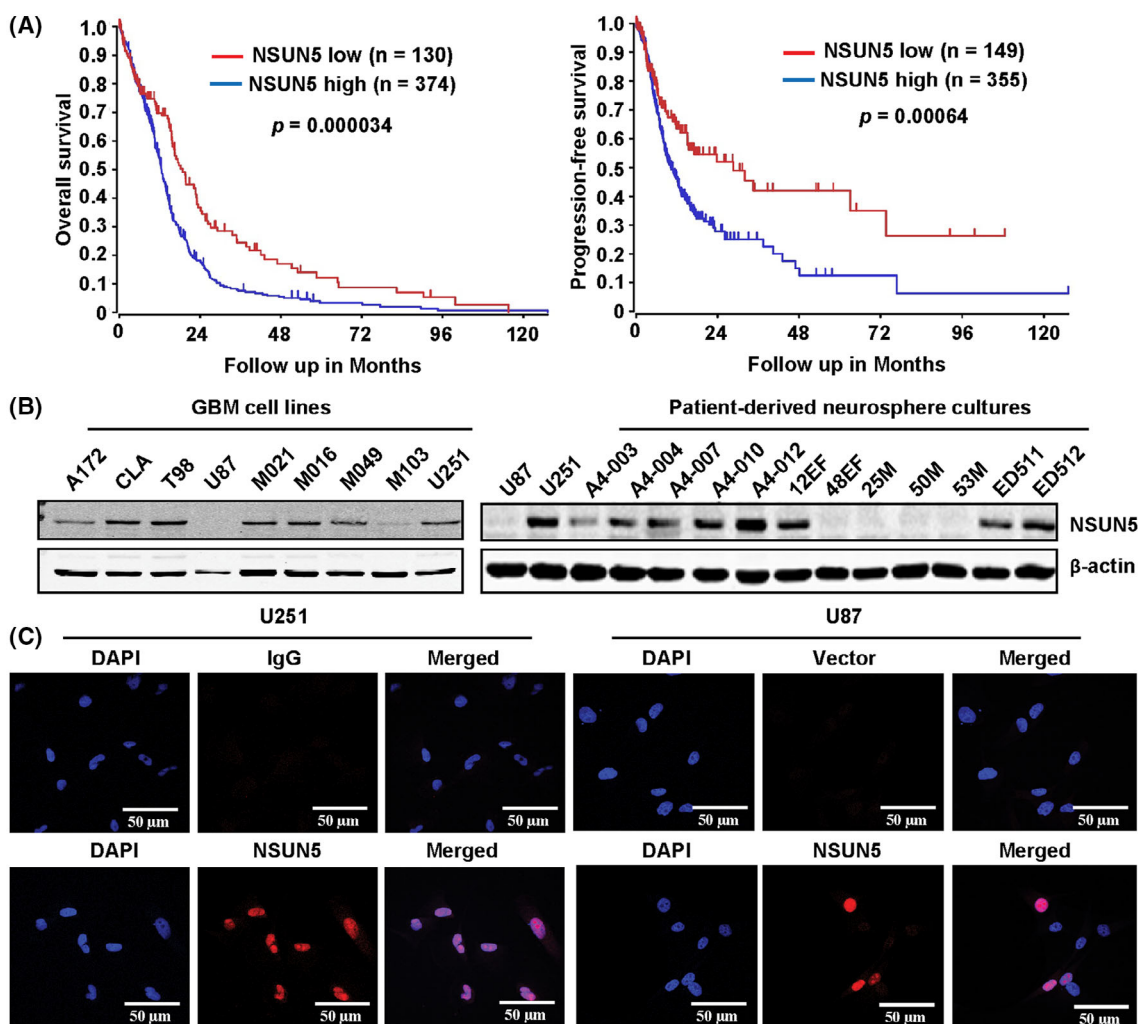 (A)
1.0
0.9
0.8
0.7
0.6
0.5
0.4
0.3
0.2
0.1
0
Overall survival
NSUN5 low (n = 130)
NSUN5 high (n = 374)
p = 0.000034
0 24 48 72 96 120
Follow up in Months
1.0
0.9
0.8
0.7
0.6
0.5
0.4
0.3
0.2
0.1
0
Progression-free survival
NSUN5 low (n = 149)
NSUN5 high (n = 355)
p = 0.00064
0 24 48 72 96 120
Follow up in Months
(B)
GBM cell lines
A172 CLA T98 U87 M021 M016 M049 M103 U251
Patient-derived neurosphere cultures
U87 U251 A4-003 A4-004 A4-007 A4-010 A4-012 12EF 48EF 25M 50M 53M ED511 ED512
NSUN5
β-actin
(C)
U251
DAPI IgG Merged
50 µm 50 µm 50 µm
DAPI NSUN5 Merged
50 µm 50 µm 50 µm
U87
DAPI Vector Merged
50 µm 50 µm 50 µm
DAPI NSUN5 Merged
50 µm 50 µm 50 µm